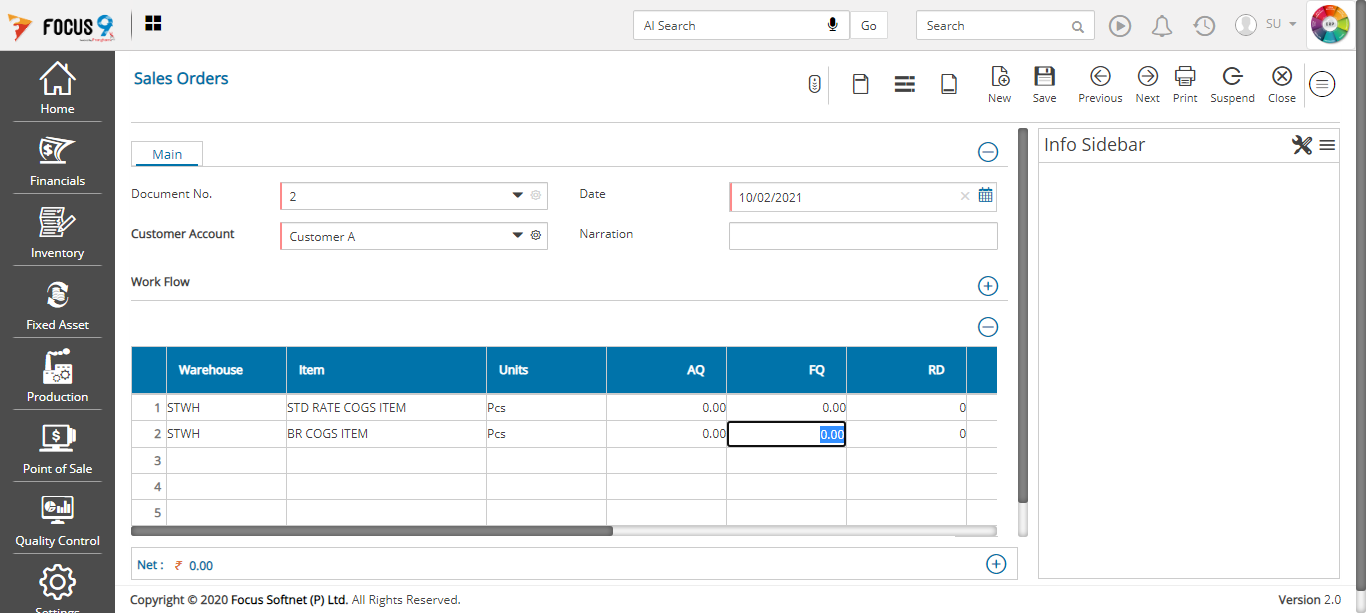 FOCUS 9
AI Search Go Search SU
Home
Financials
Inventory
Fixed Asset
Production
Point of Sale
Quality Control
Settings
Sales Orders
New Save Previous Next Print Suspend Close
Main
Document No. 2 Date 10/02/2021
Customer Account Customer A Narration
Work Flow
Warehouse Item Units AQ FQ RD
1 STWH STD RATE COGS ITEM Pcs 0.00 0.00 0
2 STWH BR COGS ITEM Pcs 0.00 0.00 0
3
4
5
Net : ₹ 0.00
Info Sidebar
Copyright © 2020 Focus Softnet (P) Ltd. All Rights Reserved.
Version 2.0